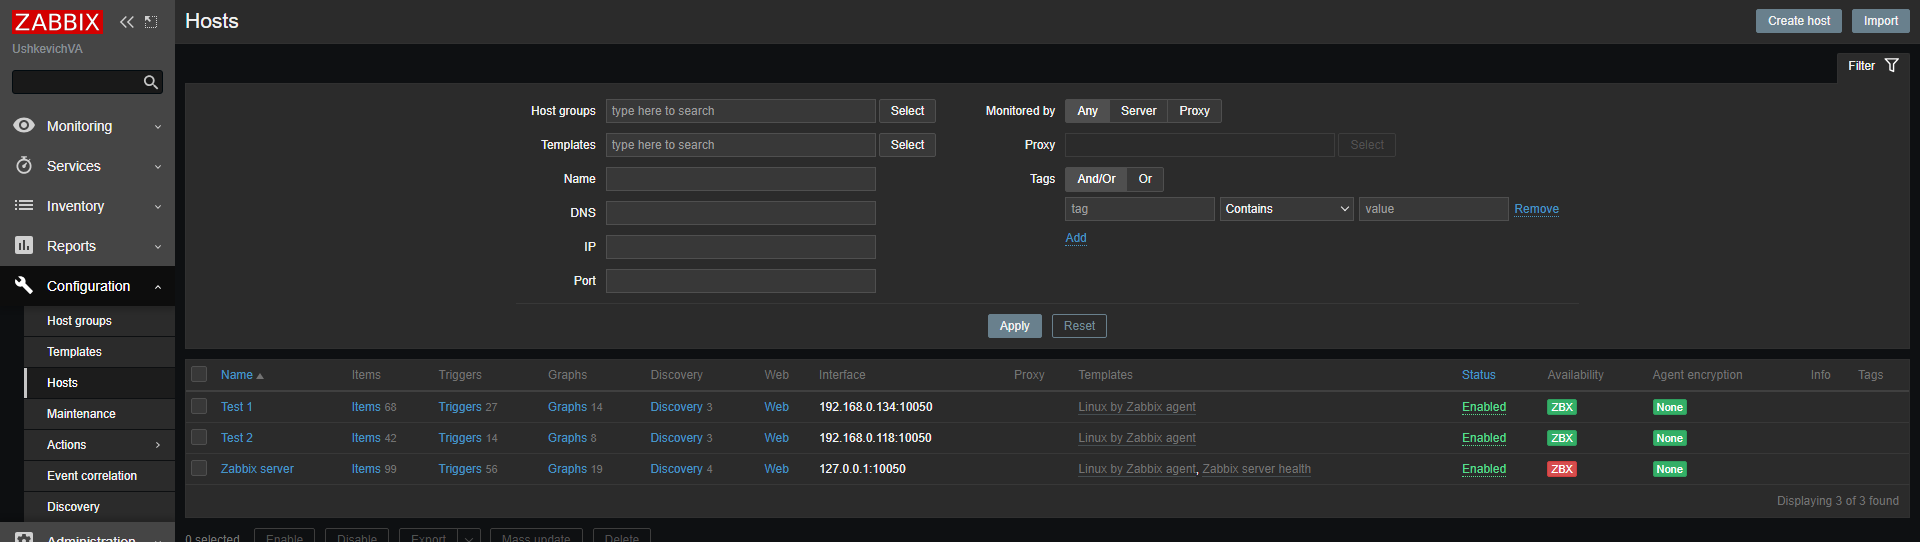 ZABBIX
UshkevichVA
Monitoring
Services
Inventory
Reports
Configuration
Host groups
Templates
Hosts
Maintenance
Actions
Event correlation
Discovery
Administration
Hosts
Create host
Import
Filter
Host groups type here to search Select
Templates type here to search Select
Name
DNS
IP
Port
Monitored by Any Server Proxy
Proxy Select
Tags And/Or Or
tag Contains value Remove
Add
Apply Reset
Name Items Triggers Graphs Discovery Web Interface Proxy Templates Status Availability Agent encryption Info Tags
Test 1 Items 68 Triggers 27 Graphs 14 Discovery 3 Web 192.168.0.134:10050 Linux by Zabbix agent Enabled ZBX None
Test 2 Items 42 Triggers 14 Graphs 8 Discovery 3 Web 192.168.0.118:10050 Linux by Zabbix agent Enabled ZBX None
Zabbix server Items 99 Triggers 56 Graphs 19 Discovery 4 Web 127.0.0.1:10050 Linux by Zabbix agent, Zabbix server health Enabled ZBX None
Displaying 3 of 3 found
0 selected Enable Disable Export Mass update Delete